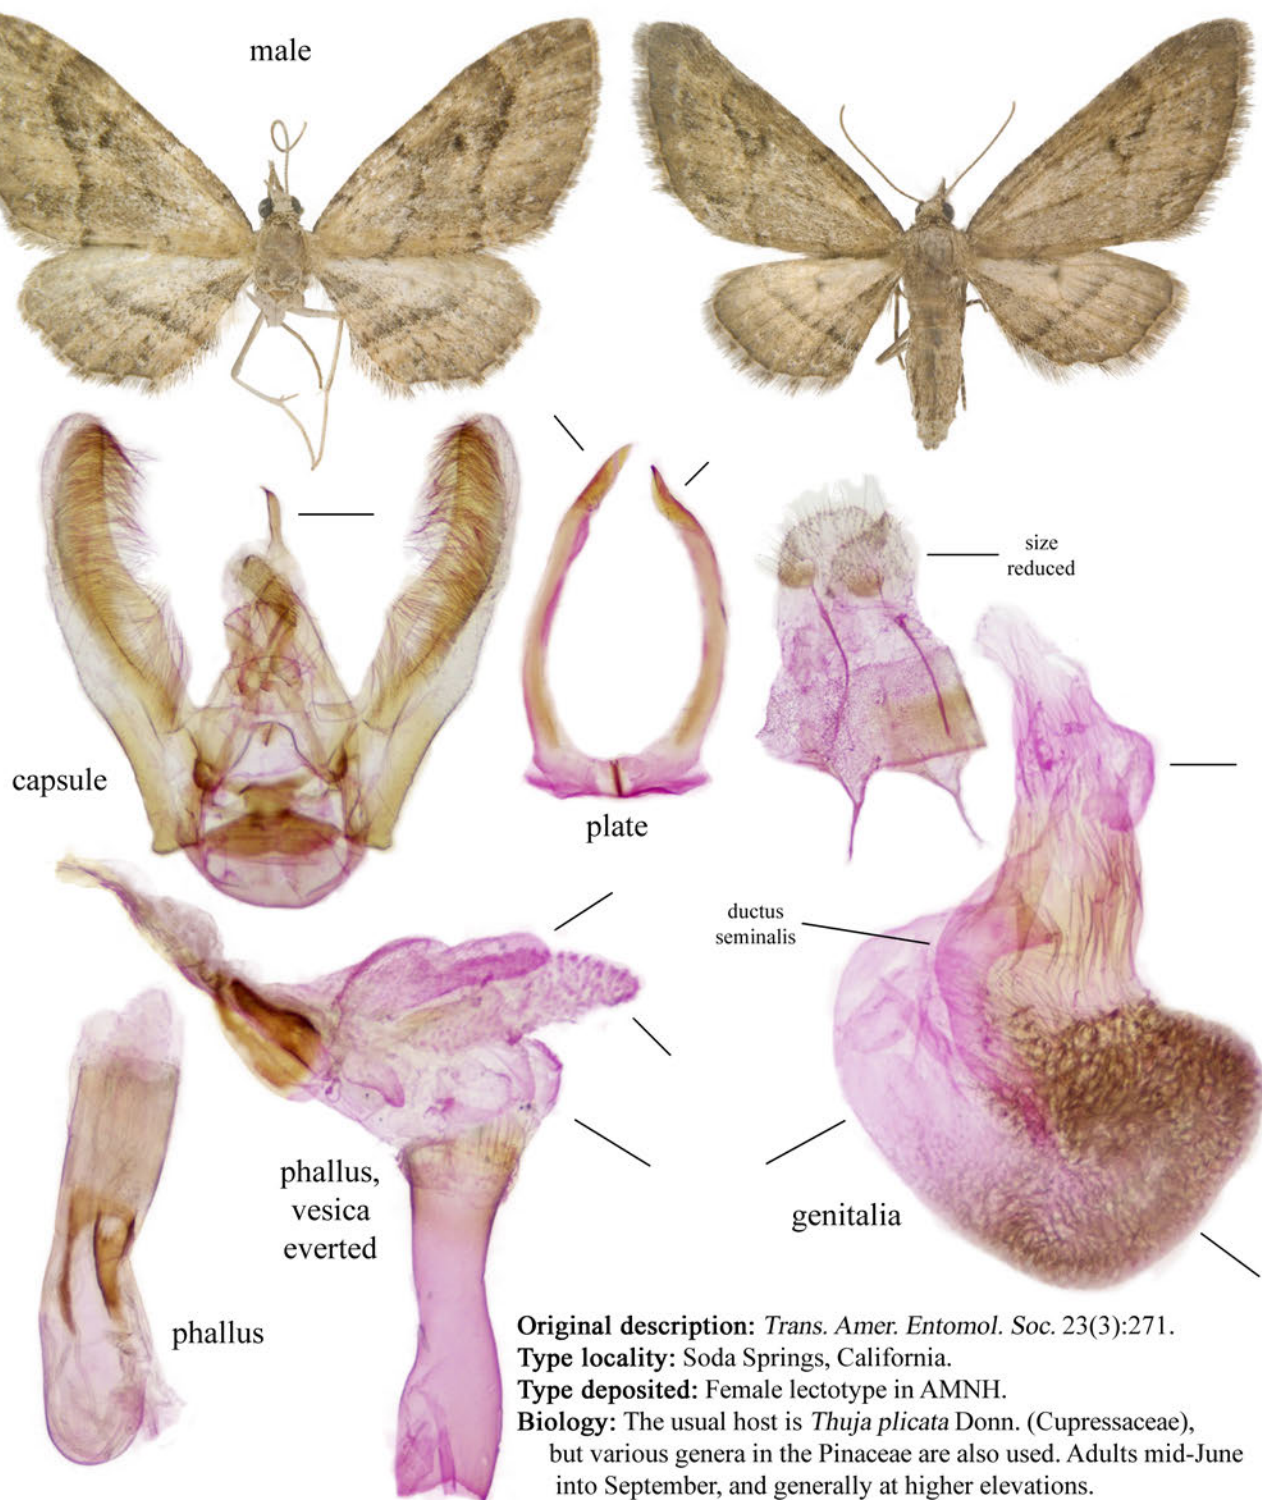 male
size
reduced
capsule
plate
ductus
seminalis
phallus,
vesica
everted
genitalia
phallus
Original description: Trans. Amer. Entomol. Soc. 23(3):271.
Type locality: Soda Springs, California.
Type deposited: Female lectotype in AMNH.
Biology: The usual host is Thuja plicata Donn. (Cupressaceae),
but various genera in the Pinaceae are also used. Adults mid-June
into September, and generally at higher elevations.